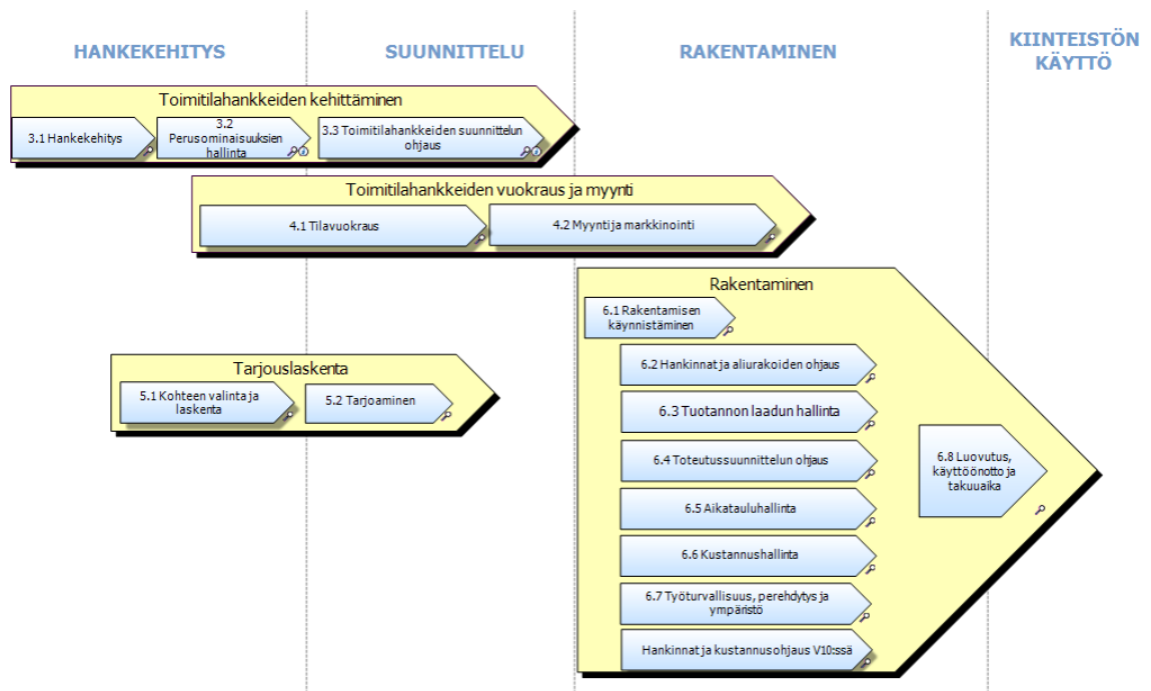 HANKEKEHITYS
SUUNNITTELU
RAKENTAMINEN
KIINTEISTÖN
KÄYTTÖ
Toimitilahankkeiden kehittäminen
3.1 Hankekehitys
3.2
Perusominaisuuksien
hallinta
3.3 Toimitilahankkeiden suunnittelun
ohjaus
Toimitilahankkeiden vuokraus ja myynti
4.1 Tilavuokraus
4.2 Myynti ja markkinointi
Rakentaminen
6.1 Rakentamisen
käynnistäminen
Tarjouslaskenta
5.1 Kohteen valinta ja
laskenta
5.2 Tarjoaminen
6.2 Hankinnat ja aliurakoiden ohjaus
6.3 Tuotannon laadun hallinta
6.4 Toteutussuunnittelun ohjaus
6.5 Aikatauluhallinta
6.6 Kustannushallinta
6.7 Työturvallisuus, perehdytys ja
ympäristö
Hankinnat ja kustannusohjaus V10:ssä
6.8 Luovutus,
käyttöönotto ja
takuuaika